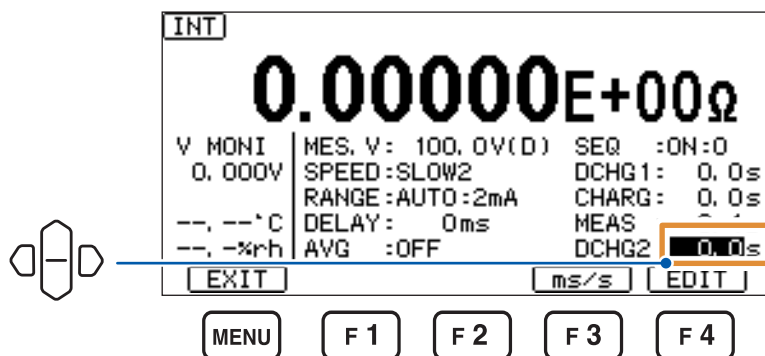 INT
0.00000E+00Ω
V MONI MES.V: 100.0V(D) SEQ :ON:0
0.000V SPEED:SLOW2 DCHG1: 0.0s
RANGE:AUTO:2mA CHARG: 0.0s
--.--°C DELAY: 0ms MEAS
--.-%rh AVG :OFF DCHG2 0.0s
EXIT ms/s EDIT
MENU F1 F2 F3 F4